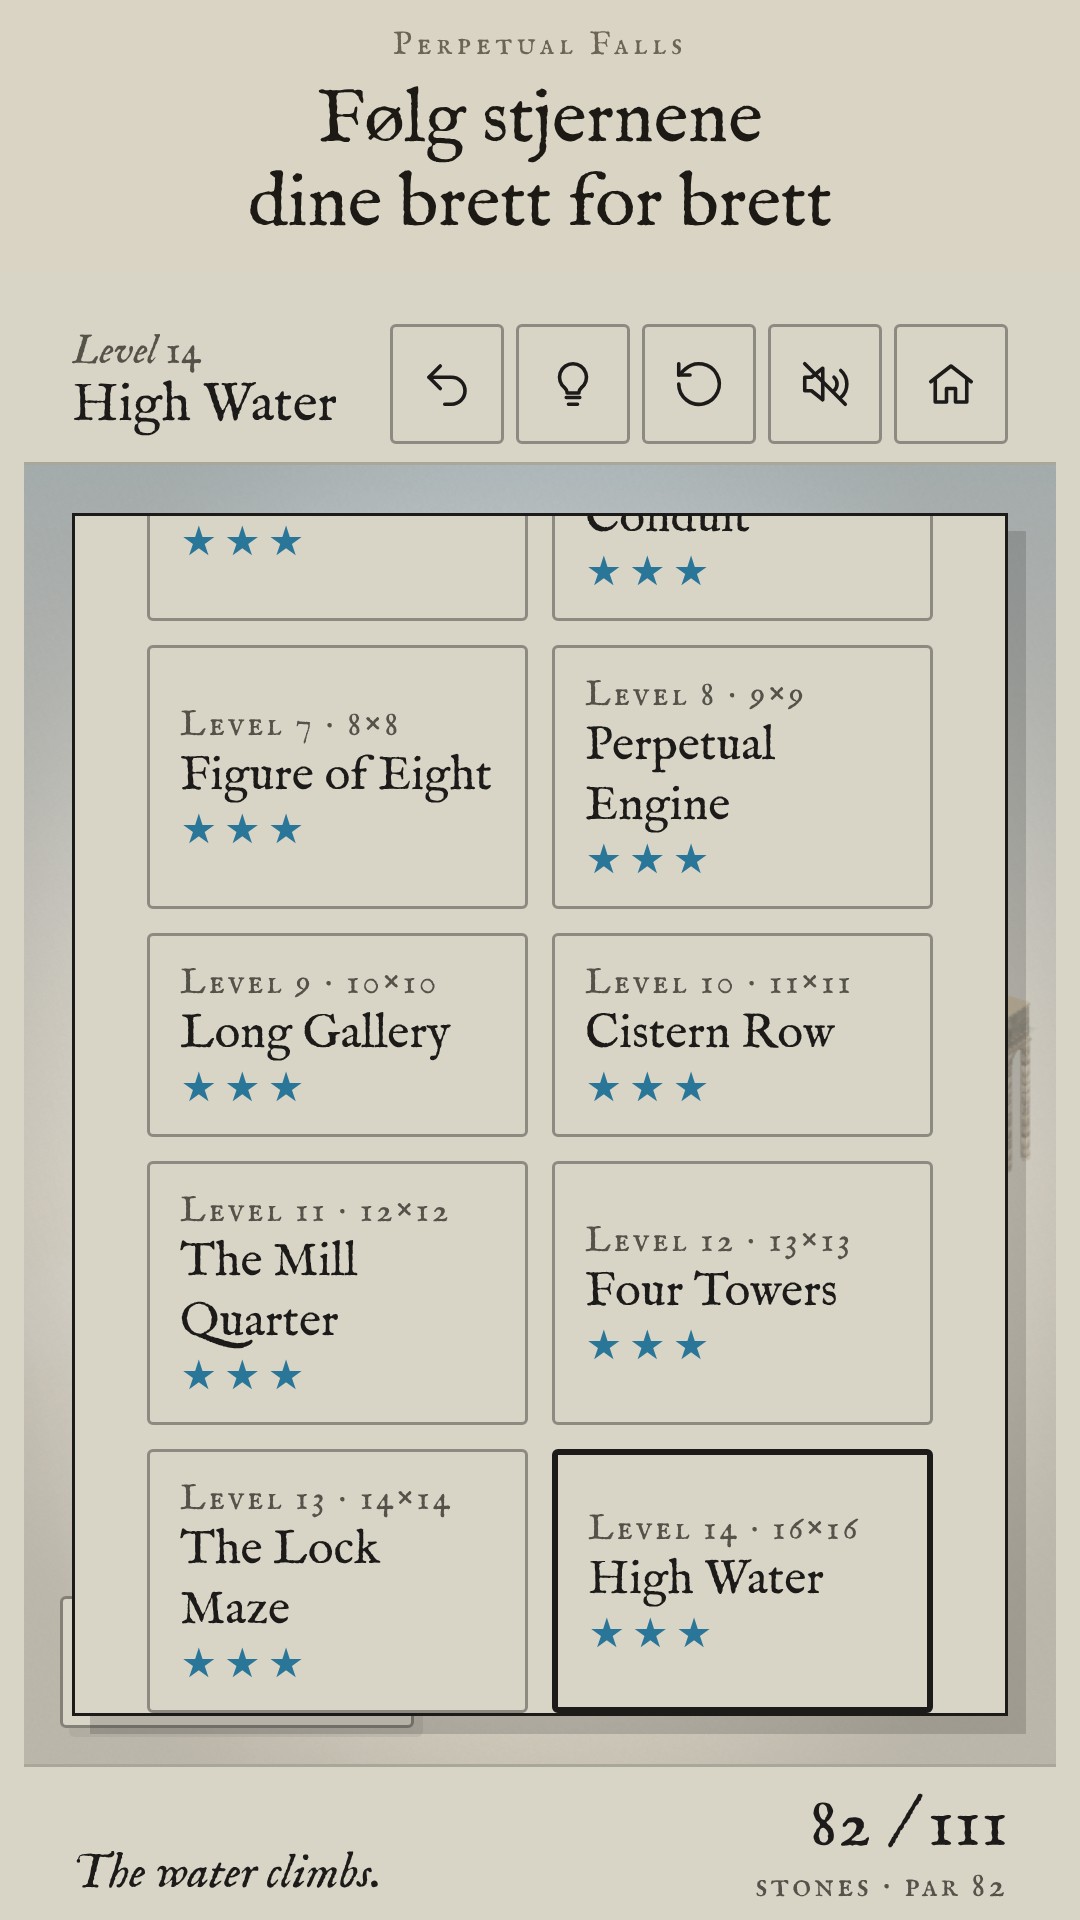 Perpetual Falls
Følg stjernene
dine brett for brett
Level 14
High Water
Conduit
★ ★ ★
★ ★ ★
Level 7 · 8×8
Figure of Eight
★ ★ ★
Level 8 · 9×9
Perpetual
Engine
★ ★ ★
Level 9 · 10×10
Long Gallery
★ ★ ★
Level 10 · 11×11
Cistern Row
★ ★ ★
Level 11 · 12×12
The Mill
Quarter
★ ★ ★
Level 12 · 13×13
Four Towers
★ ★ ★
Level 13 · 14×14
The Lock
Maze
★ ★ ★
Level 14 · 16×16
High Water
★ ★ ★
The water climbs.
82 / 111
stones · par 82